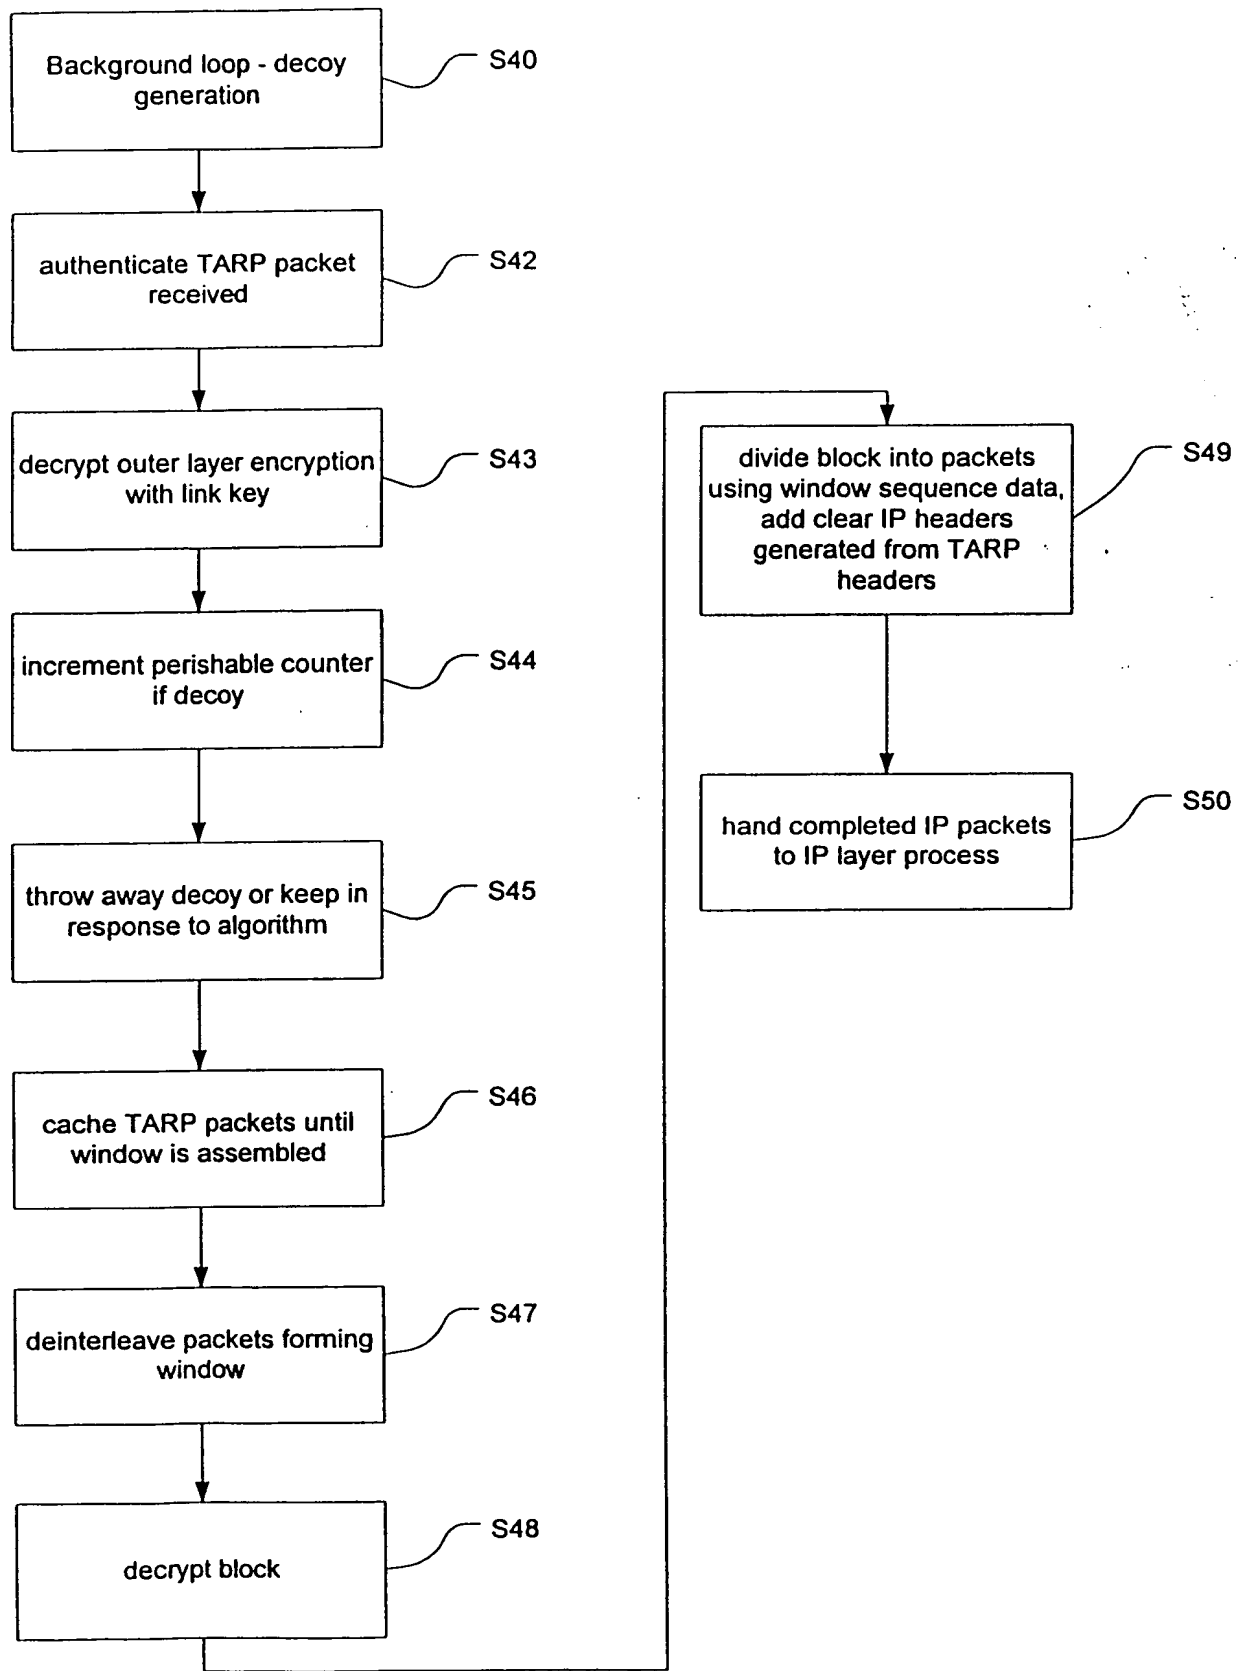 Background loop - decoy
generation
S40
authenticate TARP packet
received
S42
decrypt outer layer encryption
with link key
S43
increment perishable counter
if decoy
S44
throw away decoy or keep in
response to algorithm
S45
cache TARP packets until
window is assembled
S46
deinterleave packets forming
window
S47
decrypt block
S48
divide block into packets
using window sequence data,
add clear IP headers
generated from TARP
headers
S49
hand completed IP packets
to IP layer process
S50